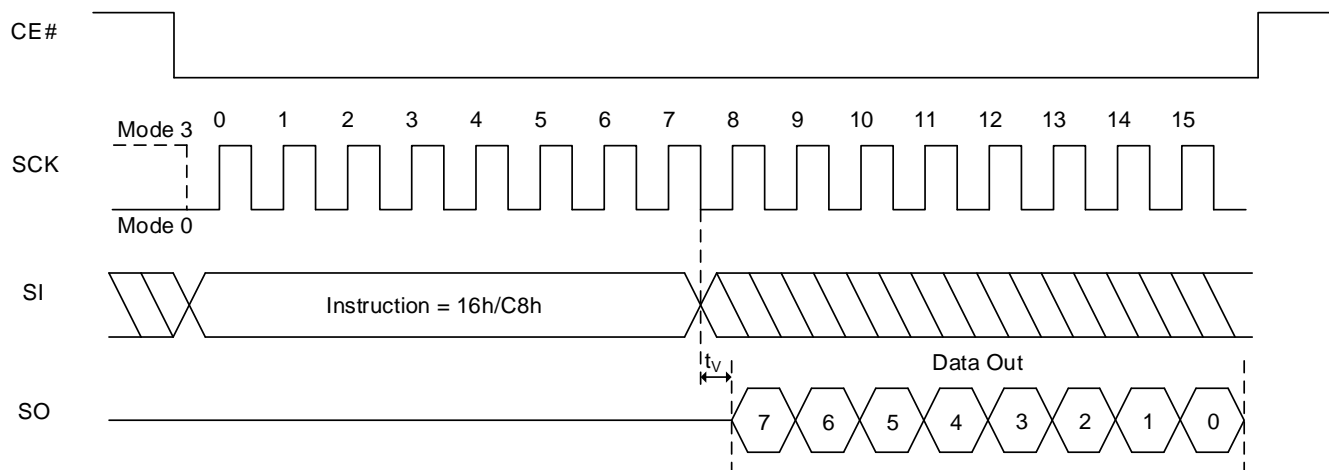 CE#
0 1 2 3 4 5 6 7 8 9 10 11 12 13 14 15
Mode 3
SCK
Mode 0
SI
Instruction = 16h/C8h
tV
Data Out
SO
7 6 5 4 3 2 1 0